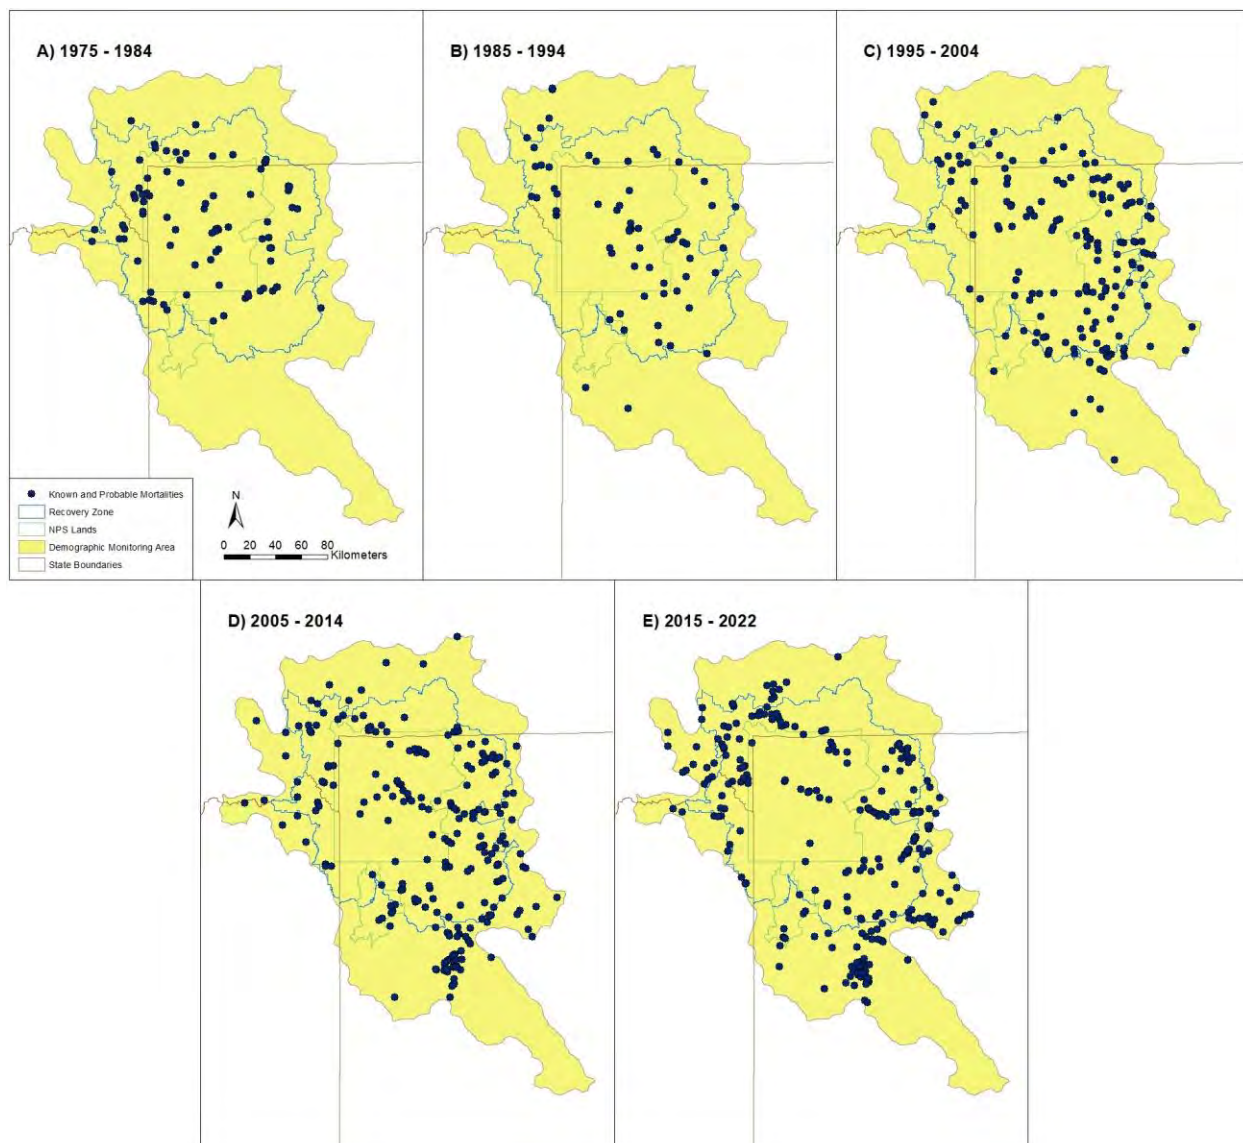 A) 1975 - 1984
B) 1985 - 1994
C) 1995 - 2004
Known and Probable Mortalities
Recovery Zone
NPS Lands
Demographic Monitoring Area
State Boundaries
N
0 20 40 60 80
Kilometers
D) 2005 - 2014
E) 2015 - 2022